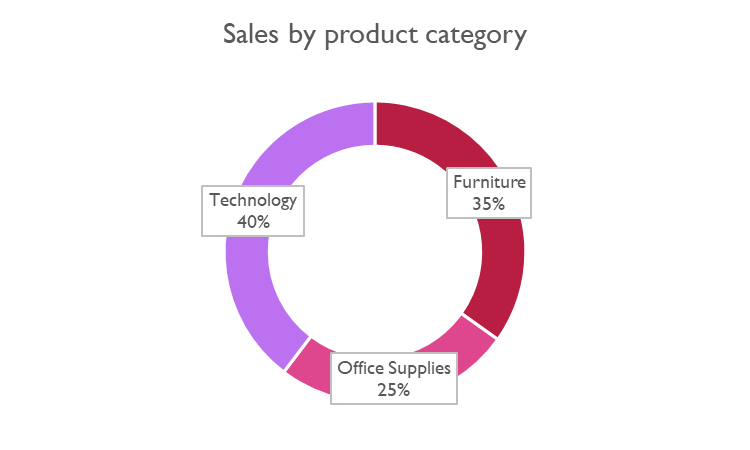 Sales by product category
Furniture
35%
Technology
40%
Office Supplies
25%